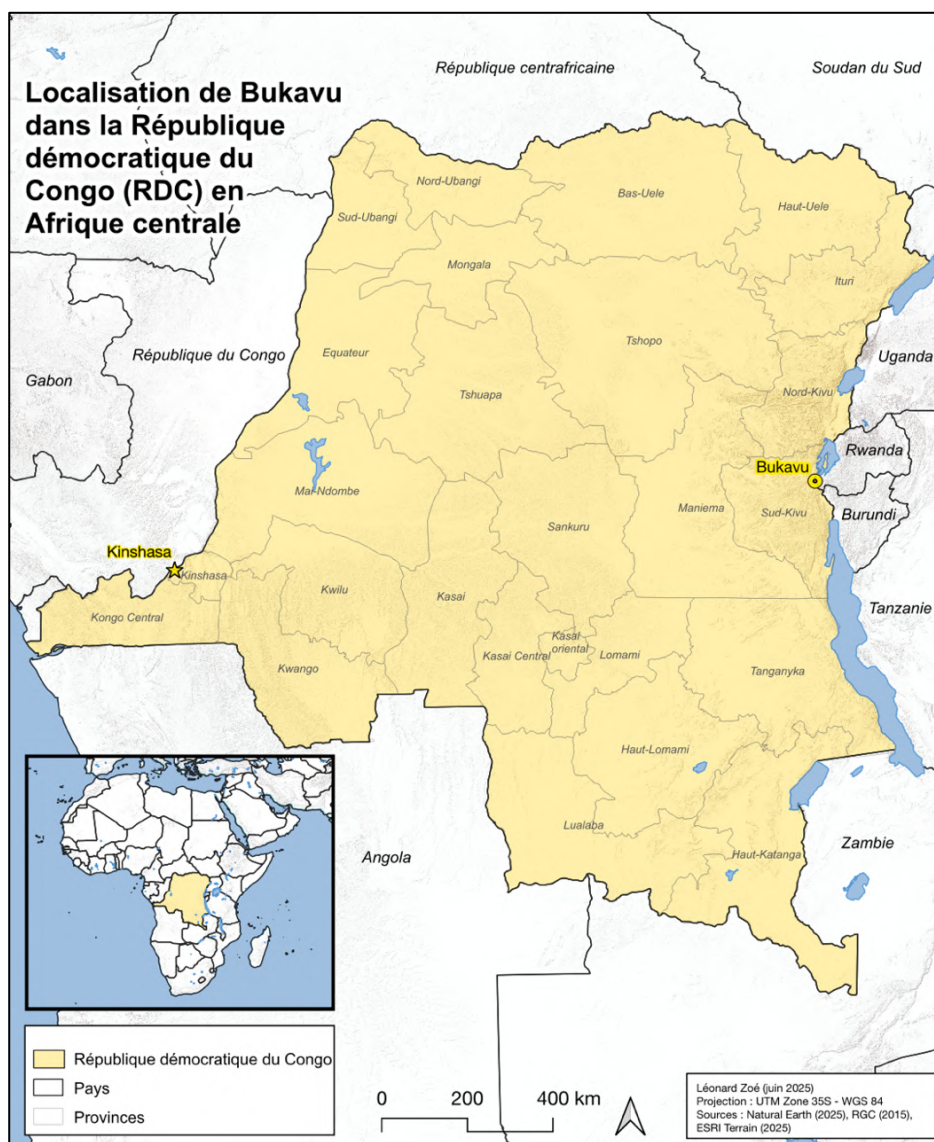 Localisation de Bukavu
dans la République
démocratique du
Congo (RDC) en
Afrique centrale
République centrafricaine
Soudan du Sud
Nord-Ubangi
Bas-Uele
Haut-Uele
Sud-Ubangi
Mongala
Ituri
République du Congo
Equateur
Tshopo
Uganda
Gabon
Tshuapa
Nord-Kivu
Rwanda
Bukavu
Mai-Ndombe
Maniema
Sud-Kivu
Burundi
Sankuru
Kinshasa
Kinshasa
Kwilu
Kasai
Tanzanie
Kongo Central
Kasai Central
Kasai
oriental
Lomami
Kwango
Tanganyka
Haut-Lomami
Lualaba
Haut-Katanga
Angola
Zambie
République démocratique du Congo
Pays
Provinces
0 200 400 km
Léonard Zoé (juin 2025)
Projection : UTM Zone 35S - WGS 84
Sources : Natural Earth (2025), RGC (2015),
ESRI Terrain (2025)